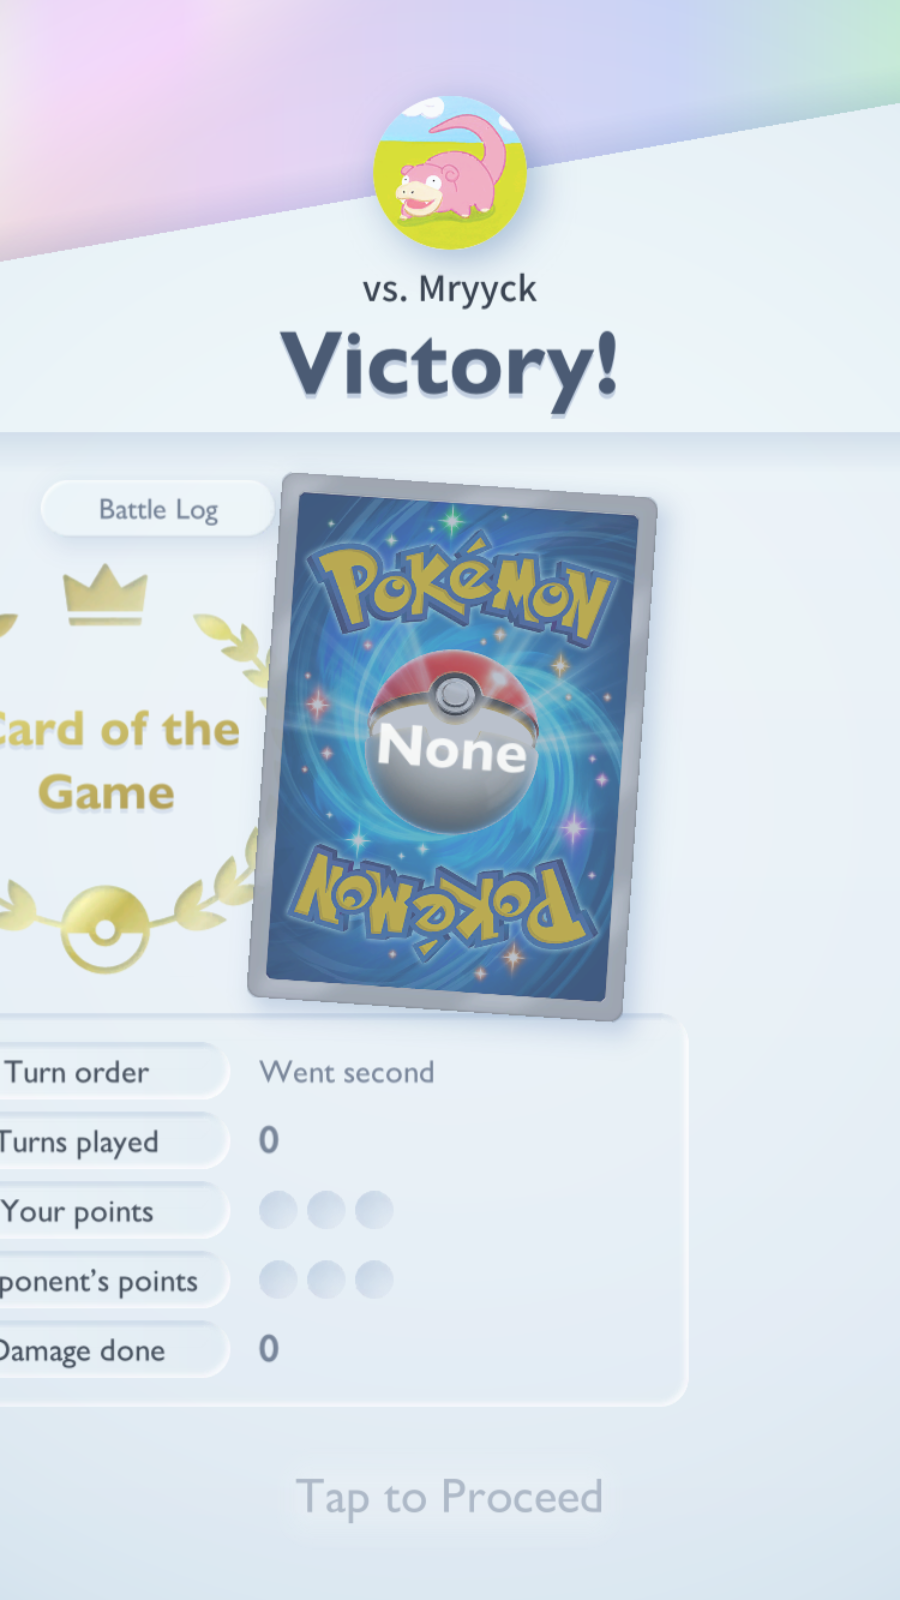 vs. Mryyck
Victory!
Battle Log
Card of the
Game
POKéMON
None
POKéMON
Turn order
Went second
Turns played
0
Your points
ponent’s points
Damage done
0
Tap to Proceed